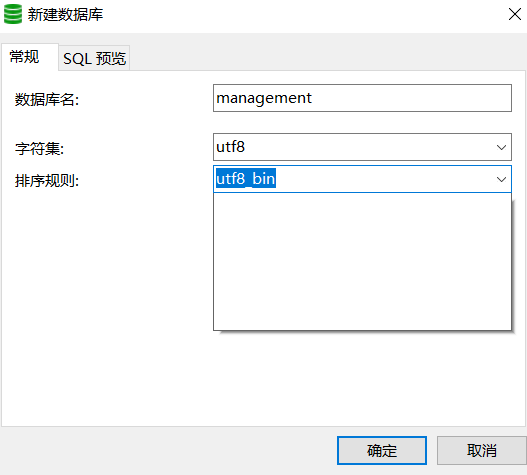 新建数据库
常规
SQL 预览
数据库名:
management
字符集:
utf8
排序规则:
utf8_bin
确定
取消